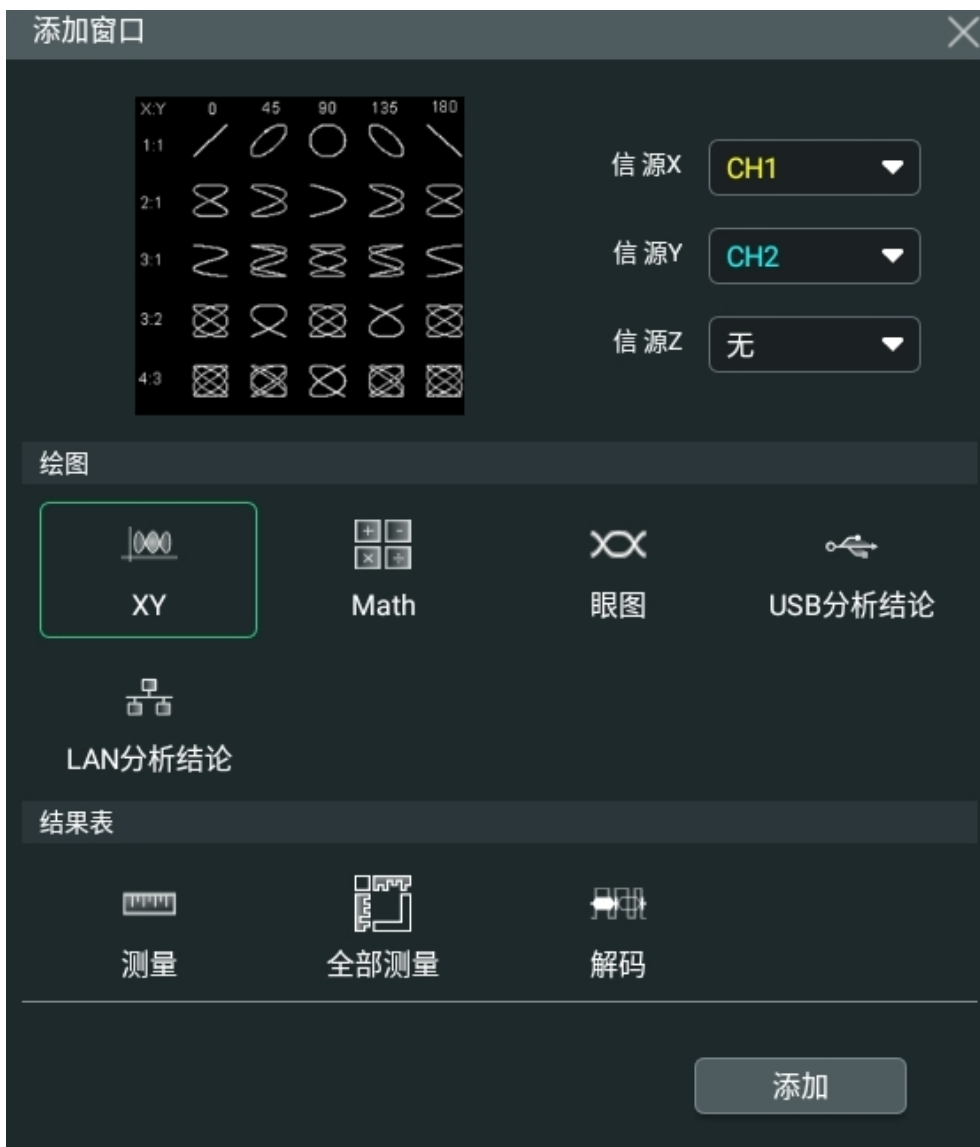 添加窗口
X:Y 0 45 90 135 180
1:1
2:1
3:1
3:2
4:3
信源X CH1
信源Y CH2
信源Z 无
绘图
XY Math 眼图 USB分析结论
LAN分析结论
结果表
测量 全部测量 解码
添加